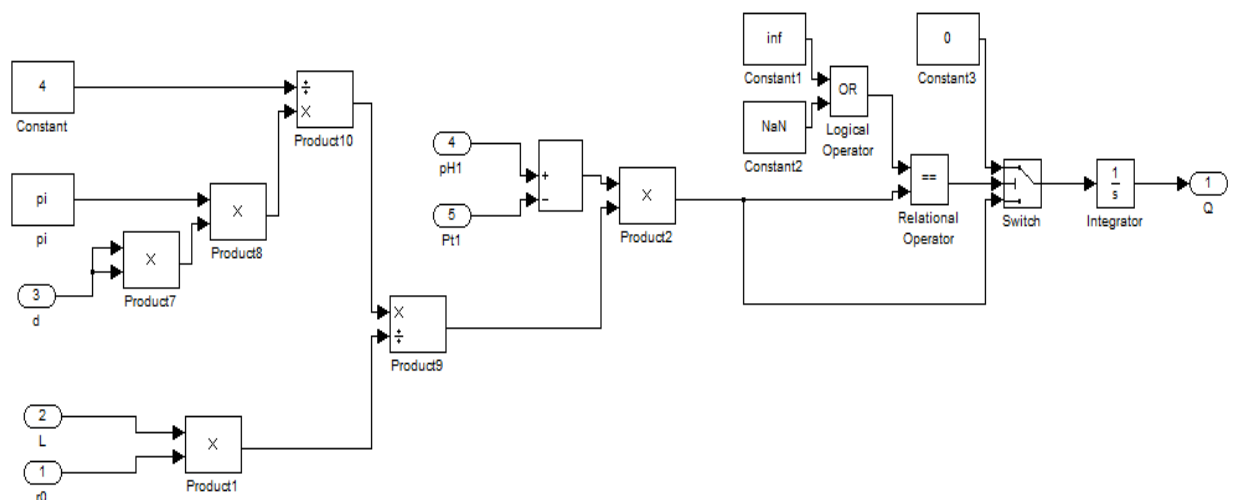 inf
Constant1
0
Constant3
4
Constant
÷
×
Product10
OR
Logical
Operator
NaN
Constant2
4
pH1
+
−
5
Pt1
×
Product2
==
Relational
Operator
Switch
1
s
Integrator
1
Q
pi
pi
×
Product8
×
Product7
3
d
×
÷
Product9
2
L
1
r0
×
Product1